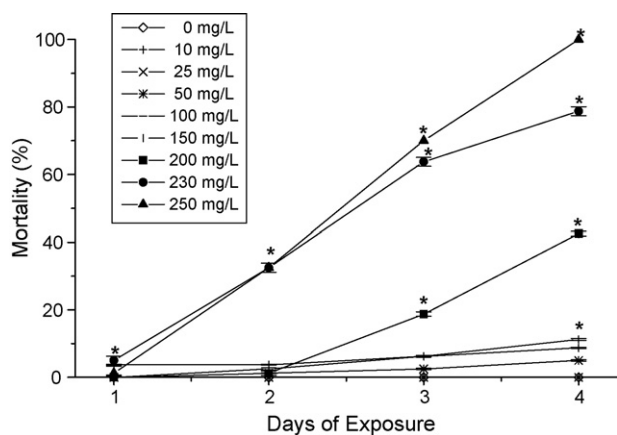 0 mg/L
10 mg/L
25 mg/L
50 mg/L
100 mg/L
150 mg/L
200 mg/L
230 mg/L
250 mg/L
Mortality (%)
100
80
60
40
20
0
* * * * * * * * *
1 2 3 4
Days of Exposure